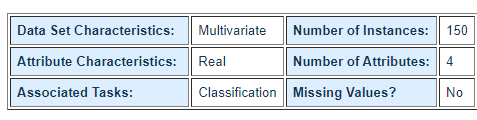 Data Set Characteristics: Multivariate Number of Instances: 150
Attribute Characteristics: Real Number of Attributes: 4
Associated Tasks: Classification Missing Values? No